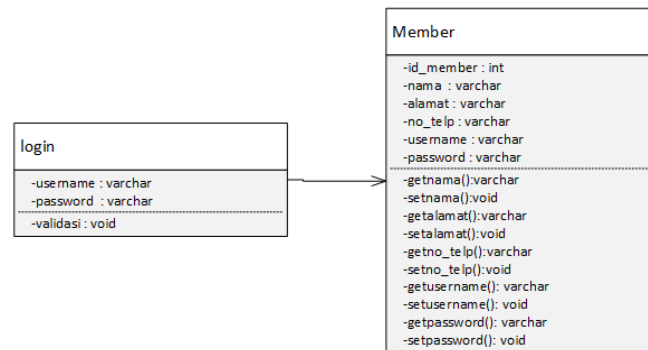 login
-username : varchar
-password : varchar
-validasi : void
Member
-id_member : int
-nama : varchar
-alamat : varchar
-no_telp : varchar
-username : varchar
-password : varchar
-getnama():varchar
-setnama():void
-getalamat():varchar
-setalamat():void
-getno_telp():varchar
-setno_telp():void
-getusername(): varchar
-setusername(): void
-getpassword(): varchar
-setpassword(): void